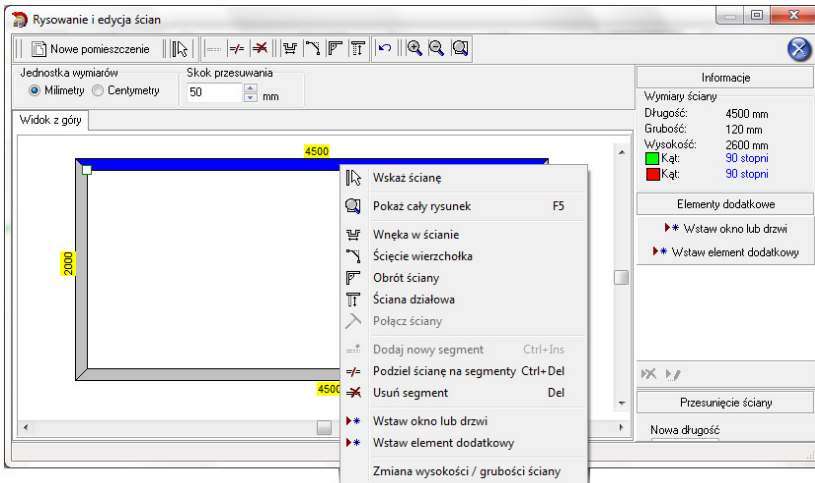 Rysowanie i edycja ścian
Nowe pomieszczenie
Jednostka wymiarów
Milimetry
Centymetry
Skok przesuwania
50
mm
Widok z góry
4500
2000
4500
Wskaż ścianę
Pokaż cały rysunek F5
Wnęka w ścianie
Ścięcie wierzchołka
Obrót ściany
Ściana działowa
Połącz ściany
Dodaj nowy segment Ctrl+Ins
Podziel ścianę na segmenty Ctrl+Del
Usuń segment Del
Wstaw okno lub drzwi
Wstaw element dodatkowy
Zmiana wysokości / grubości ściany
Informacje
Wymiary ściany
Długość: 4500 mm
Grubość: 120 mm
Wysokość: 2600 mm
Kąt: 90 stopni
Kąt: 90 stopni
Elementy dodatkowe
Wstaw okno lub drzwi
Wstaw element dodatkowy
Przesunięcie ściany
Nowa długość